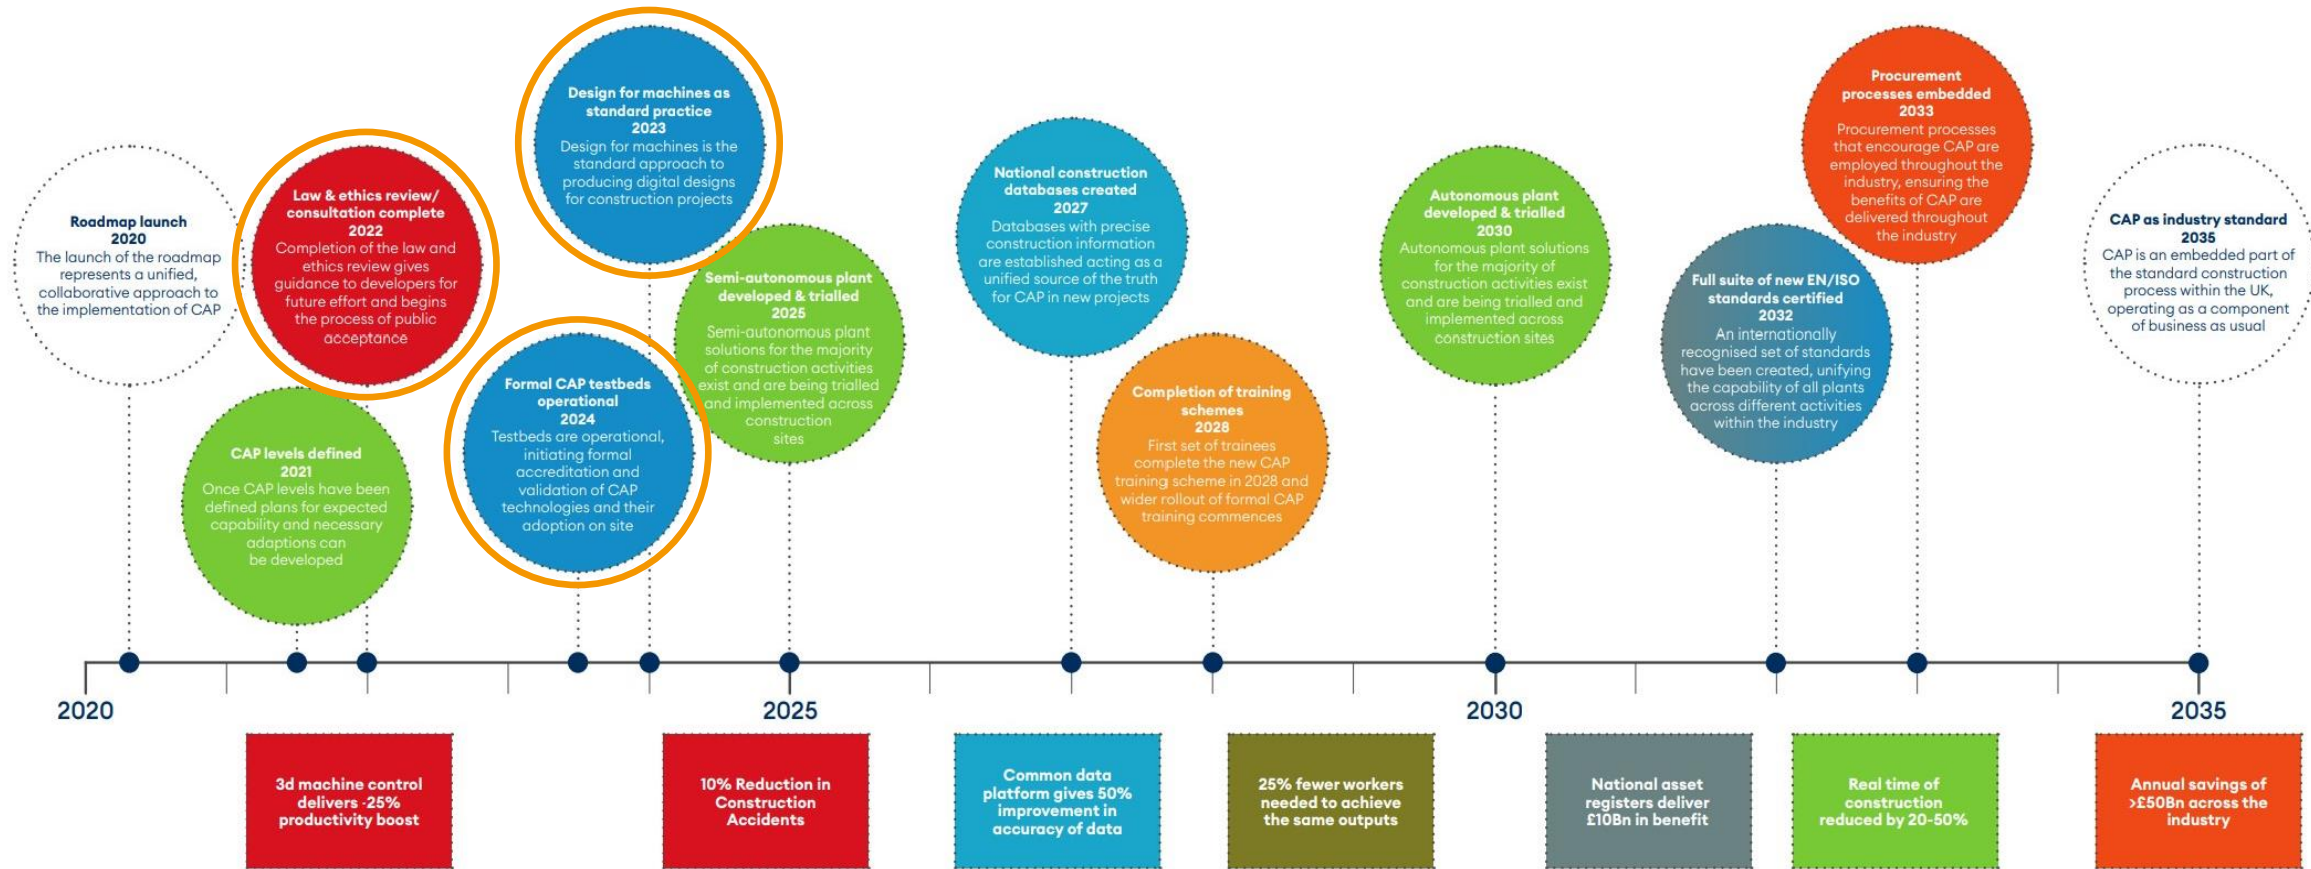 Roadmap launch
2020
The launch of the roadmap
represents a unified,
collaborative approach to
the implementation of CAP
CAP levels defined
2021
Once CAP levels have been
defined plans for expected
capability and necessary
adaptions can
be developed
Law & ethics review/
consultation complete
2022
Completion of the law and
ethics review gives
guidance to developers for
future effort and begins
the process of public
acceptance
Design for machines as
standard practice
2023
Design for machines is the
standard approach to
producing digital designs
for construction projects
Formal CAP testbeds
operational
2024
Testbeds are operational,
initiating formal
accreditation and
validation of CAP
technologies and their
adoption on site
Semi-autonomous plant
developed & trialled
2025
Semi-autonomous plant
solutions for the majority
of construction activities
exist and are being trialled
and implemented across
construction
sites
National construction
databases created
2027
Databases with precise
construction information
are established acting as a
unified source of the truth
for CAP in new projects
Completion of training
schemes
2028
First set of trainees
complete the new CAP
training scheme in 2028 and
wider rollout of formal CAP
training commences
Autonomous plant
developed & trialled
2030
Autonomous plant solutions
for the majority of
construction activities exist
and are being trialled and
implemented across
construction sites
Full suite of new EN/ISO
standards certified
2032
An internationally
recognised set of standards
have been created, unifying
the capability of all plants
across different activities
within the industry
Procurement
processes embedded
2033
Procurement processes
that encourage CAP are
employed throughout the
industry, ensuring the
benefits of CAP are
delivered throughout
the industry
CAP as industry standard
2035
CAP is an embedded part of
the standard construction
process within the UK,
operating as a component
of business as usual
2020
2025
2030
2035
3d machine control
delivers -25%
productivity boost
10% Reduction in
Construction
Accidents
Common data
platform gives 50%
improvement in
accuracy of data
25% fewer workers
needed to achieve
the same outputs
National asset
registers deliver
£10Bn in benefit
Real time of
construction
reduced by 20-50%
Annual savings of
>£50Bn across the
industry